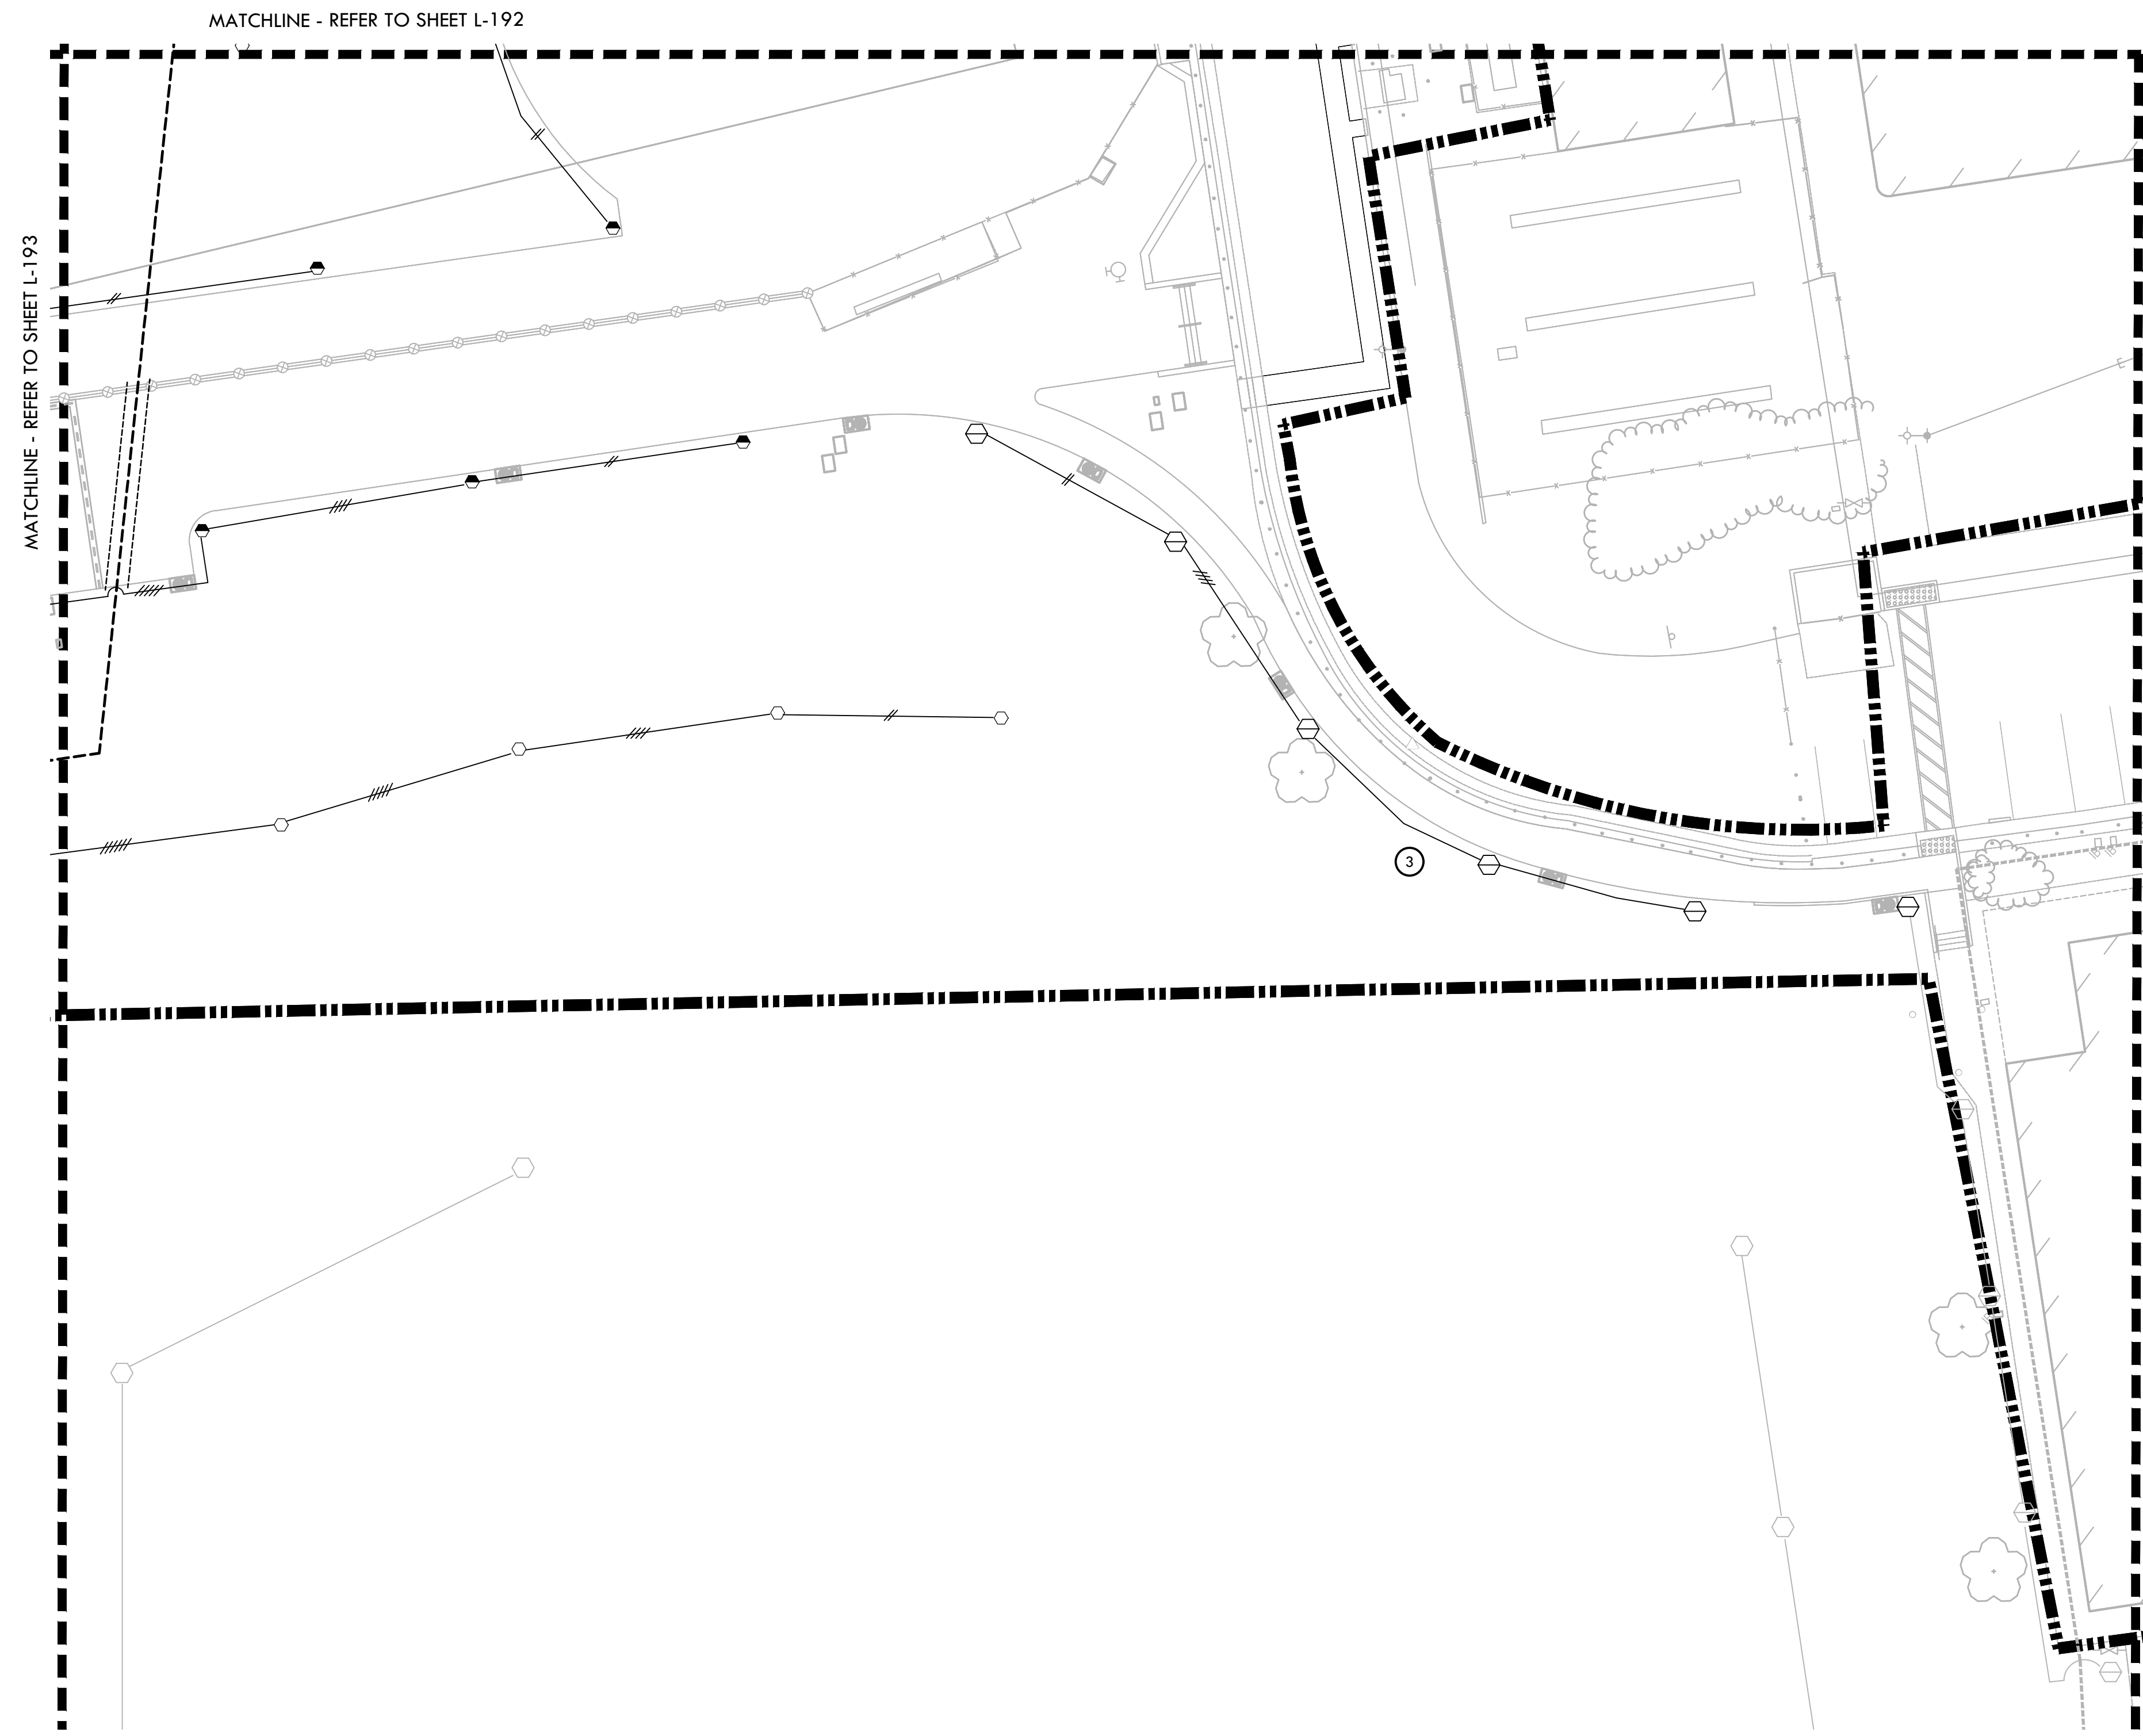 MATCHLINE - REFER TO SHEET L-192
MATCHLINE - REFER TO SHEET L-193
3